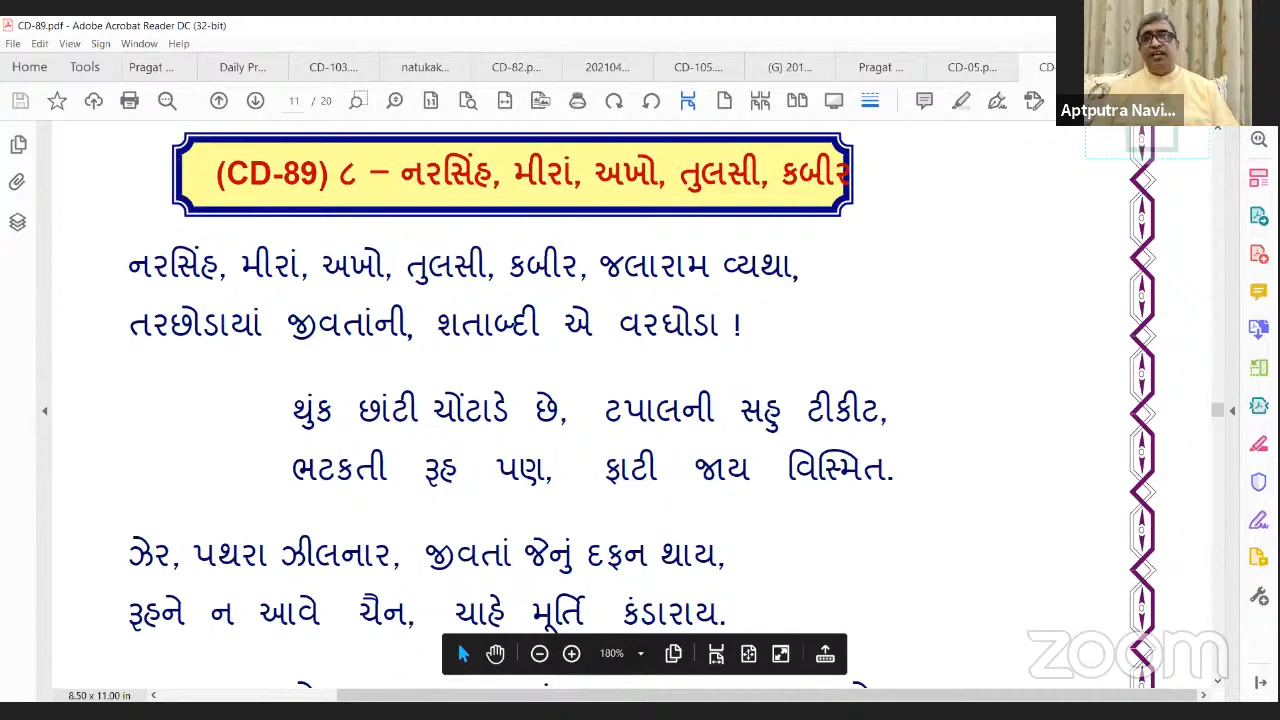 CD-89.pdf - Adobe Acrobat Reader DC (32-bit)
File Edit View Sign Window Help
Home Tools Pragat ... Daily Pr... CD-103.... natukak... CD-82.p... 202104... CD-105.... (G) 201... Pragat ... CD-05.p...
11 / 20
Aptputra Navi...
(CD-89) ૮ – નરસિંહ, મીરાં, અખો, તુલસી, કબીર
નરસિંહ, મીરાં, અખો, તુલસી, કબીર, જલારામ વ્યથા,
તરછોડાયાં જીવતાંની, શતાબ્દી એ વરઘોડા !
થુંક છાંટી ચોંટાડે છે, ટપાલની સહુ ટીકીટ,
ભટકતી રૂહ પણ, ફાટી જાય વિસ્મિત.
ઝેર, પથરા ઝીલનાર, જીવતાં જેનું દફન થાય,
રૂહને ન આવે ચૈન, ચાહે મૂર્તિ કંડારાય.
180%
zoom
8.50 x 11.00 in